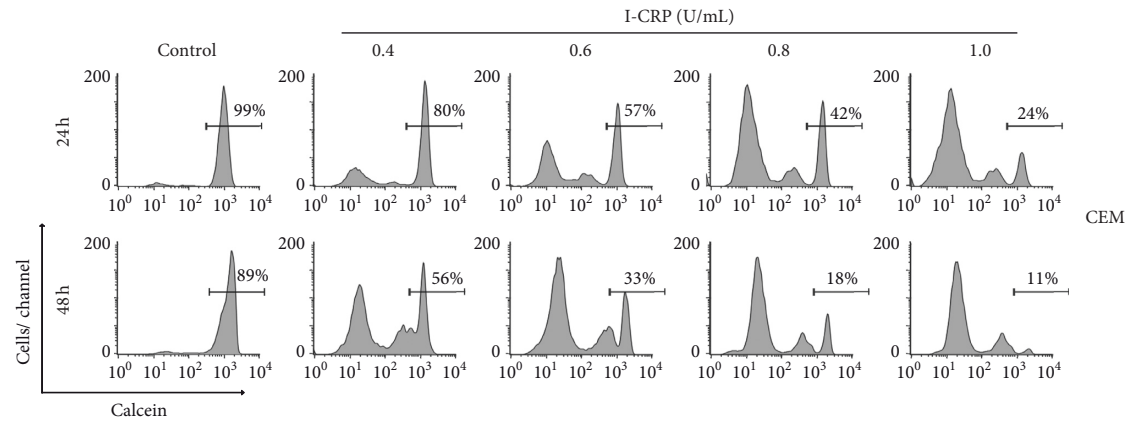 I-CRP (U/mL)
Control 0.4 0.6 0.8 1.0
24 h
200 200 200 200 200
99% 80% 57% 42% 24%
0 0 0 0 0
10⁰ 10¹ 10² 10³ 10⁴ 10⁰ 10¹ 10² 10³ 10⁴ 10⁰ 10¹ 10² 10³ 10⁴ 10⁰ 10¹ 10² 10³ 10⁴ 10⁰ 10¹ 10² 10³ 10⁴
CEM
48 h
200 200 200 200 200
89% 56% 33% 18% 11%
0 0 0 0 0
10⁰ 10¹ 10² 10³ 10⁴ 10⁰ 10¹ 10² 10³ 10⁴ 10⁰ 10¹ 10² 10³ 10⁴ 10⁰ 10¹ 10² 10³ 10⁴ 10⁰ 10¹ 10² 10³ 10⁴
Cells/ channel
Calcein